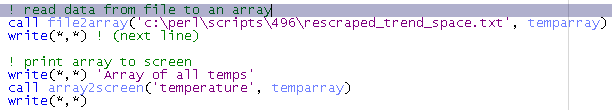 ! read data from file to an array
call file2array('c:\perl\scripts\496\rescraped_trend_space.txt', temparray)
write(*,*) ! (next line)
! print array to screen
write(*,*) 'Array of all temps'
call array2screen('temperature', temparray)
write(*,*)